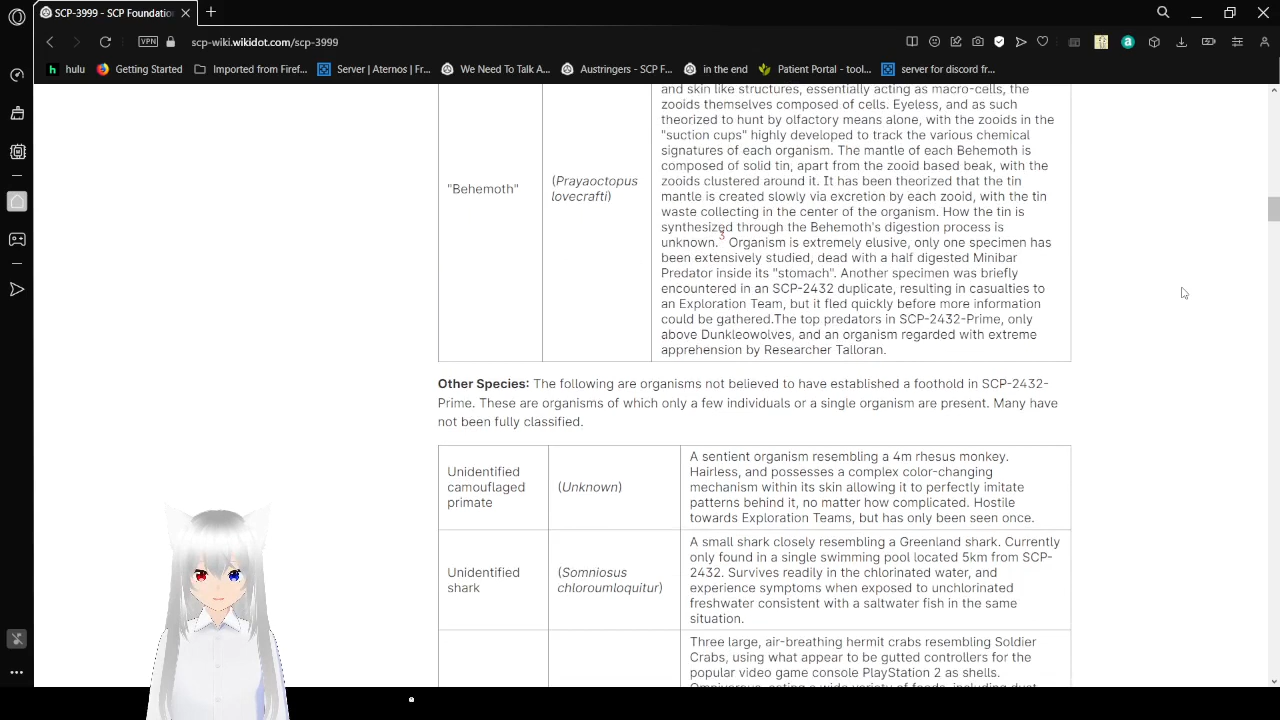 SCP-3999 - SCP Foundatio
scp-wiki.wikidot.com/scp-3999
VPN
hulu
Getting Started
Imported from Firef...
Server | Aternos | Fr...
We Need To Talk A...
Austringers - SCP F...
in the end
Patient Portal - tool...
server for discord fr...
"Behemoth"
(Prayaoctopus
lovecrafti)
and skin like structures, essentially acting as macro-cells, the
zooids themselves composed of cells. Eyeless, and as such
theorized to hunt by olfactory means alone, with the zooids in the
"suction cups" highly developed to track the various chemical
signatures of each organism. The mantle of each Behemoth is
composed of solid tin, apart from the zooid based beak, with the
zooids clustered around it. It has been theorized that the tin
mantle is created slowly via excretion by each zooid, with the tin
waste collecting in the center of the organism. How the tin is
synthesized through the Behemoth's digestion process is
unknown.3 Organism is extremely elusive, only one specimen has
been extensively studied, dead with a half digested Minibar
Predator inside its "stomach". Another specimen was briefly
encountered in an SCP-2432 duplicate, resulting in casualties to
an Exploration Team, but it fled quickly before more information
could be gathered.The top predators in SCP-2432-Prime, only
above Dunkleowolves, and an organism regarded with extreme
apprehension by Researcher Talloran.
Other Species: The following are organisms not believed to have established a foothold in SCP-2432-
Prime. These are organisms of which only a few individuals or a single organism are present. Many have
not been fully classified.
Unidentified
camouflaged
primate
(Unknown)
A sentient organism resembling a 4m rhesus monkey.
Hairless, and possesses a complex color-changing
mechanism within its skin allowing it to perfectly imitate
patterns behind it, no matter how complicated. Hostile
towards Exploration Teams, but has only been seen once.
Unidentified
shark
(Somniosus
chloroumloquitur)
A small shark closely resembling a Greenland shark. Currently
only found in a single swimming pool located 5km from SCP-
2432. Survives readily in the chlorinated water, and
experience symptoms when exposed to unchlorinated
freshwater consistent with a saltwater fish in the same
situation.
Three large, air-breathing hermit crabs resembling Soldier
Crabs, using what appear to be gutted controllers for the
popular video game console PlayStation 2 as shells.
Omnivorous, eating a wide variety of foods, including dust